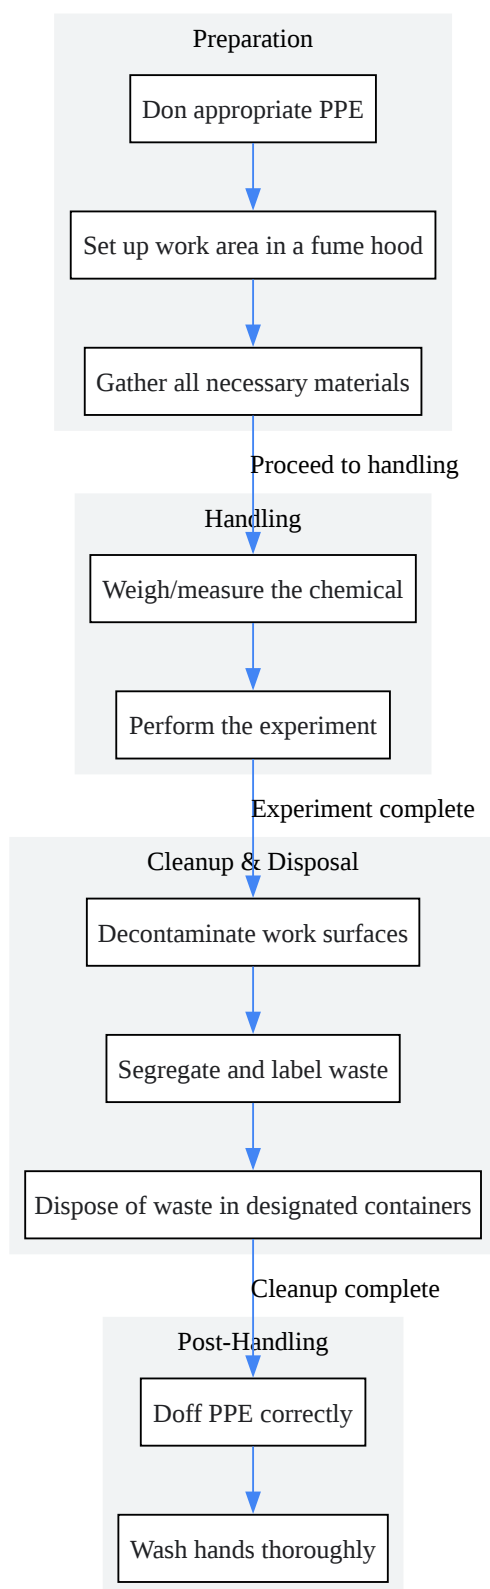 Preparation
Don appropriate PPE
Set up work area in a fume hood
Gather all necessary materials
Proceed to handling
Handling
Weigh/measure the chemical
Perform the experiment
Experiment complete
Cleanup & Disposal
Decontaminate work surfaces
Segregate and label waste
Dispose of waste in designated containers
Cleanup complete
Post-Handling
Doff PPE correctly
Wash hands thoroughly